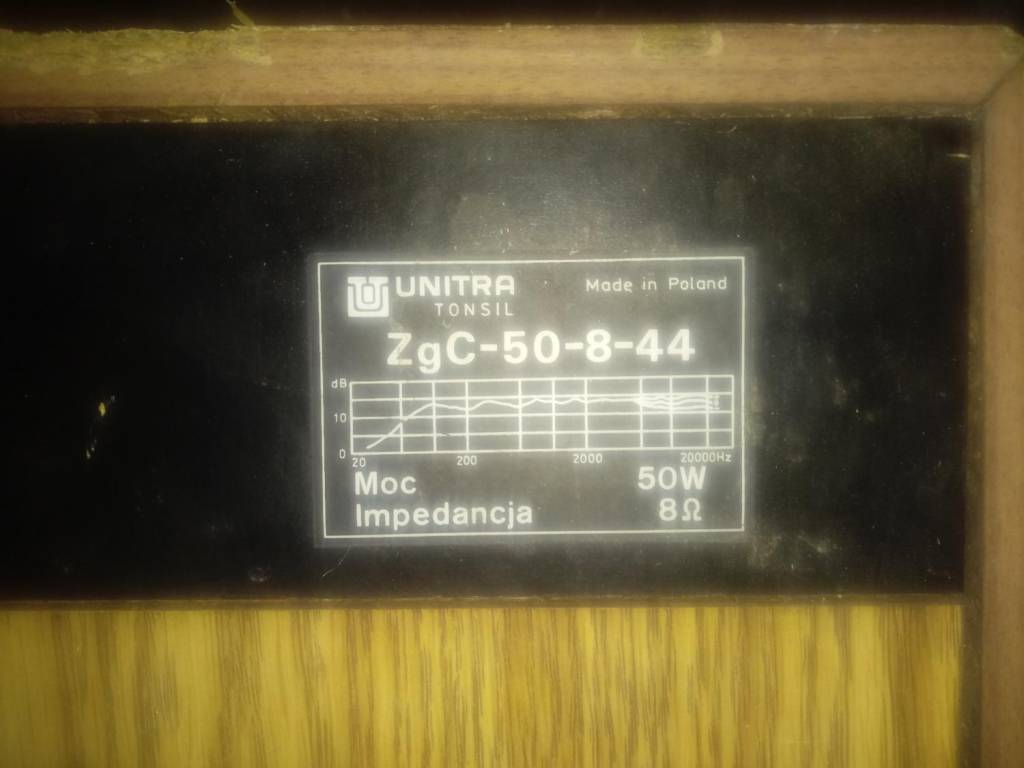 UNITRA Made in Poland
TONSIL
ZgC-50-8-44
dB
10
0
20 200 2000 20000Hz
Moc 50W
Impedancja 8Ω